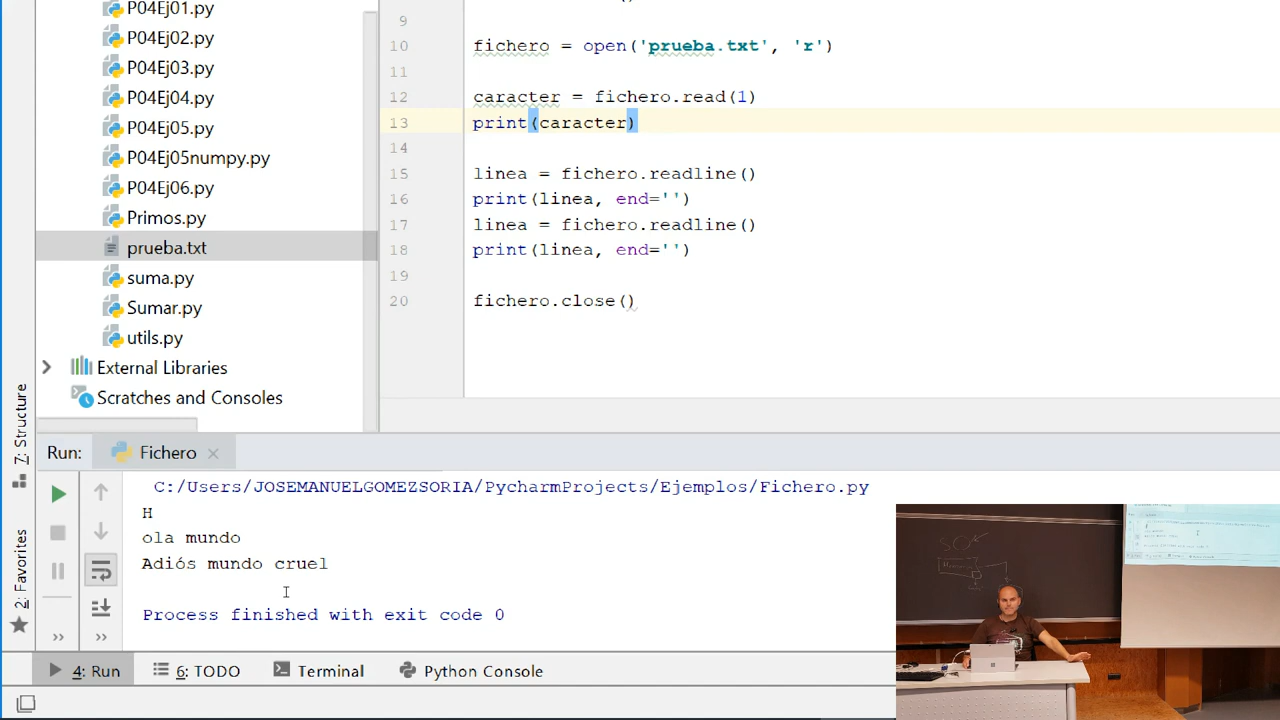 P04Ej01.py
P04Ej02.py
P04Ej03.py
P04Ej04.py
P04Ej05.py
P04Ej05numpy.py
P04Ej06.py
Primos.py
prueba.txt
suma.py
Sumar.py
utils.py
External Libraries
Scratches and Consoles
7: Structure
2: Favorites
9
10 fichero = open('prueba.txt', 'r')
11
12 caracter = fichero.read(1)
13 print(caracter)
14
15 linea = fichero.readline()
16 print(linea, end='')
17 linea = fichero.readline()
18 print(linea, end='')
19
20 fichero.close()
Run: Fichero
C:/Users/JOSEMANUELGOMEZSORIA/PycharmProjects/Ejemplos/Fichero.py
H
ola mundo
Adiós mundo cruel
Process finished with exit code 0
4: Run 6: TODO Terminal Python Console
SO